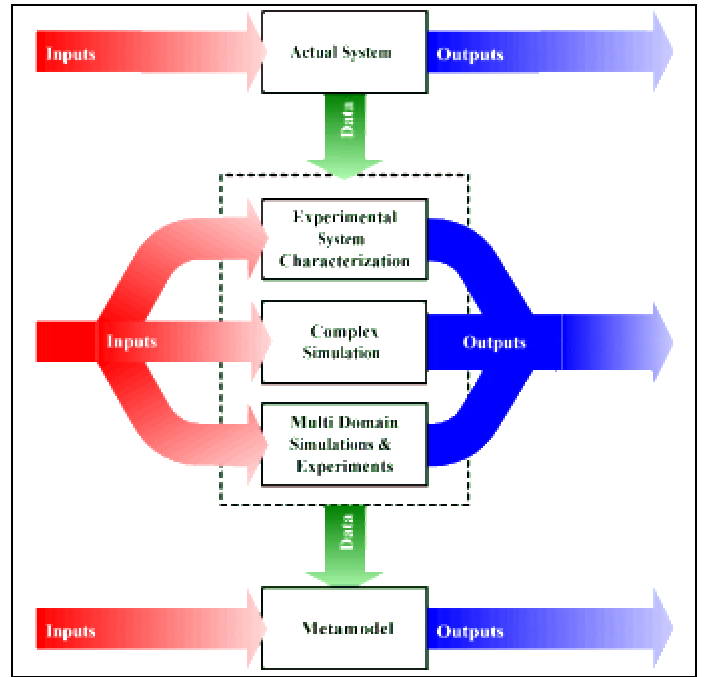 Inputs
Actual System
Outputs
Data
Experimental
System
Characterization
Inputs
Complex
Simulation
Outputs
Multi Domain
Simulations &
Experiments
Data
Inputs
Metamodel
Outputs